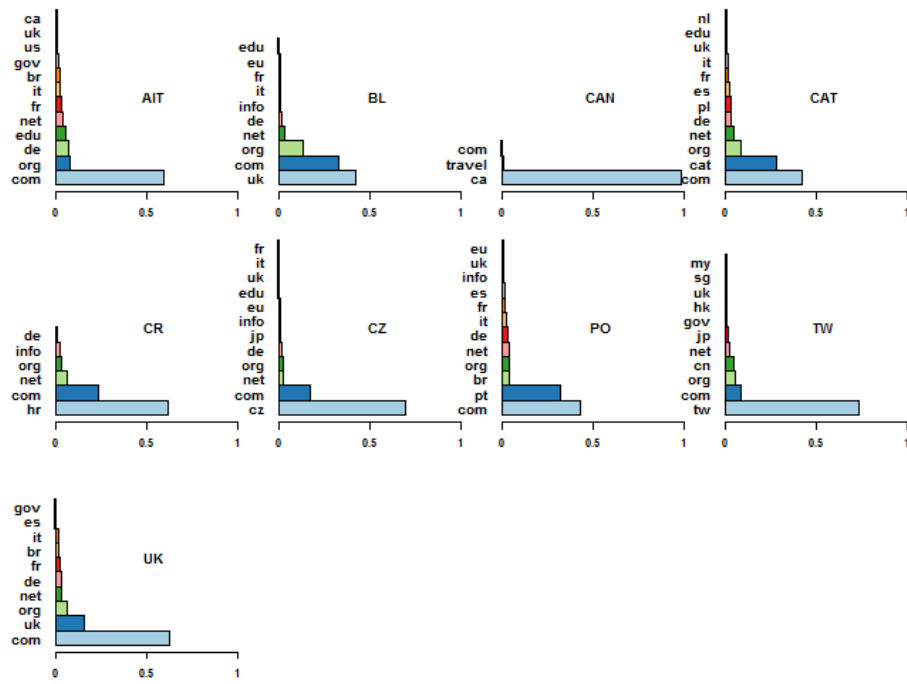 AIT
ca
uk
us
gov
br
it
fr
net
edu
de
org
com
0 0.5 1
BL
edu
eu
fr
it
info
de
net
org
com
uk
0 0.5 1
CAN
com
travel
ca
0 0.5 1
CAT
nl
edu
uk
it
fr
es
pl
de
net
org
cat
com
0 0.5 1
CR
de
info
org
net
com
hr
0 0.5 1
CZ
fr
it
uk
edu
eu
info
jp
de
org
net
com
cz
0 0.5 1
PO
eu
uk
info
es
fr
it
de
net
org
br
pt
com
0 0.5 1
TW
my
sg
uk
hk
gov
jp
net
cn
org
com
tw
0 0.5 1
UK
gov
es
it
br
fr
de
net
org
uk
com
0 0.5 1